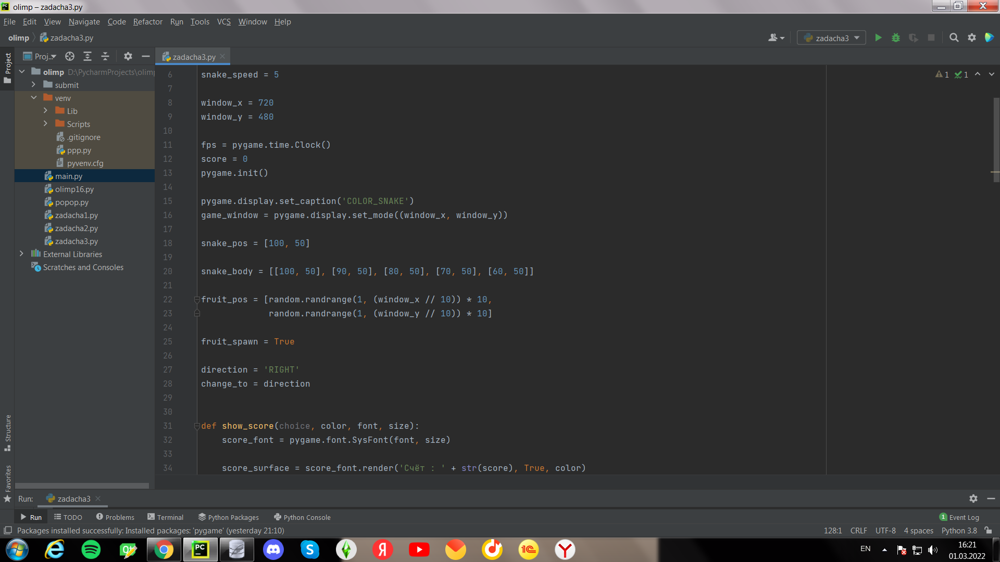 olimp – zadacha3.py
File Edit View Navigate Code Refactor Run Tools VCS Window Help
olimp zadacha3.py
zadacha3
Project
Proj...
zadacha3.py
olimp D:\PycharmProjects\olimp
submit
venv
Lib
Scripts
.gitignore
ppp.py
pyvenv.cfg
main.py
olimp16.py
popop.py
zadacha1.py
zadacha2.py
zadacha3.py
External Libraries
Scratches and Consoles
1 1
6 snake_speed = 5
7
8 window_x = 720
9 window_y = 480
10
11 fps = pygame.time.Clock()
12 score = 0
13 pygame.init()
14
15 pygame.display.set_caption('COLOR_SNAKE')
16 game_window = pygame.display.set_mode((window_x, window_y))
17
18 snake_pos = [100, 50]
19
20 snake_body = [[100, 50], [90, 50], [80, 50], [70, 50], [60, 50]]
21
22 fruit_pos = [random.randrange(1, (window_x // 10)) * 10,
23 random.randrange(1, (window_y // 10)) * 10]
24
25 fruit_spawn = True
26
27 direction = 'RIGHT'
28 change_to = direction
29
30
31 def show_score(choice, color, font, size):
32 score_font = pygame.font.SysFont(font, size)
33
34 score_surface = score_font.render('Счёт : ' + str(score), True, color)
Structure
Favorites
Run: zadacha3
Run TODO Problems Terminal Python Packages Python Console
1 Event Log
Packages installed successfully: Installed packages: 'pygame' (yesterday 21:10)
128:1 CRLF UTF-8 4 spaces Python 3.8
EN
16:21
01.03.2022